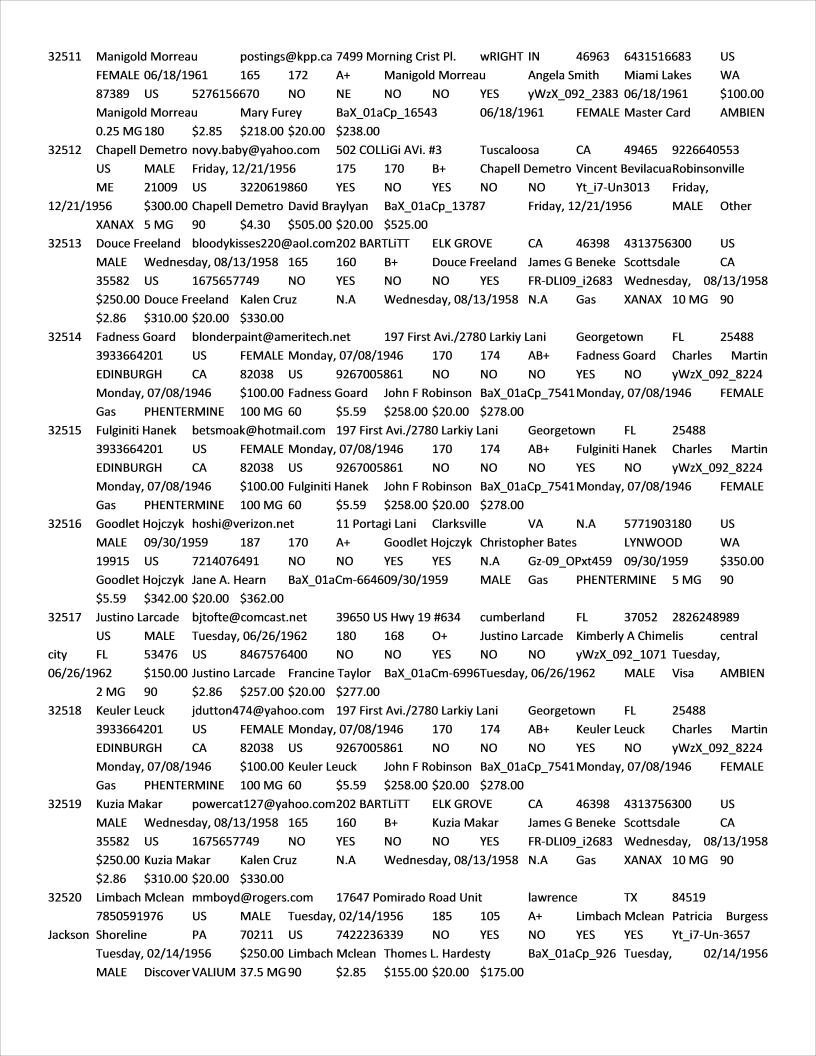 32511 Manigold Morreau postings@kpp.ca 7499 Morning Crist Pl. wRIGHT IN 46963 6431516683 US
FEMALE 06/18/1961 165 172 A+ Manigold Morreau Angela Smith Miami Lakes WA
87389 US 5276156670 NO NE NO NO YES yWzX_092_2383 06/18/1961 $100.00
Manigold Morreau Mary Furey BaX_01aCp_16543 06/18/1961 FEMALE Master Card AMBIEN
0.25 MG 180 $2.85 $218.00 $20.00 $238.00
32512 Chapell Demetro novy.baby@yahoo.com 502 COLLiGi AVi. #3 Tuscaloosa CA 49465 9226640553
US MALE Friday, 12/21/1956 175 170 B+ Chapell Demetro Vincent Bevilacua Robinsonville
ME 21009 US 3220619860 YES NO YES NO NO Yt_i7-Un3013 Friday,
12/21/1956 $300.00 Chapell Demetro David Braylyan BaX_01aCp_13787 Friday, 12/21/1956 MALE Other
XANAX 5 MG 90 $4.30 $505.00 $20.00 $525.00
32513 Douce Freeland bloodykisses220@aol.com 202 BARTLiTT ELK GROVE CA 46398 4313756300 US
MALE Wednesday, 08/13/1958 165 160 B+ Douce Freeland James G Beneke Scottsdale CA
35582 US 1675657749 NO YES NO NO YES FR-DLI09_i2683 Wednesday, 08/13/1958
$250.00 Douce Freeland Kalen Cruz N.A Wednesday, 08/13/1958 N.A Gas XANAX 10 MG 90
$2.86 $310.00 $20.00 $330.00
32514 Fadness Goard blonderpaint@ameritech.net 197 First Avi./2780 Larkiy Lani Georgetown FL 25488
3933664201 US FEMALE Monday, 07/08/1946 170 174 AB+ Fadness Goard Charles Martin
EDINBURGH CA 82038 US 9267005861 NO NO NO YES NO yWzX_092_8224
Monday, 07/08/1946 $100.00 Fadness Goard John F Robinson BaX_01aCp_7541 Monday, 07/08/1946 FEMALE
Gas PHENTERMINE 100 MG 60 $5.59 $258.00 $20.00 $278.00
32515 Fulginiti Hanek betsmoak@hotmail.com 197 First Avi./2780 Larkiy Lani Georgetown FL 25488
3933664201 US FEMALE Monday, 07/08/1946 170 174 AB+ Fulginiti Hanek Charles Martin
EDINBURGH CA 82038 US 9267005861 NO NO NO YES NO yWzX_092_8224
Monday, 07/08/1946 $100.00 Fulginiti Hanek John F Robinson BaX_01aCp_7541 Monday, 07/08/1946 FEMALE
Gas PHENTERMINE 100 MG 60 $5.59 $258.00 $20.00 $278.00
32516 Goodlet Hojczyk hoshi@verizon.net 11 Portagi Lani Clarksville VA N.A 5771903180 US
MALE 09/30/1959 187 170 A+ Goodlet Hojczyk Christopher Bates LYNWOOD WA
19915 US 7214076491 NO NO YES YES N.A Gz-09_OPxt459 09/30/1959 $350.00
Goodlet Hojczyk Jane A. Hearn BaX_01aCm-6646 09/30/1959 MALE Gas PHENTERMINE 5 MG 90
$5.59 $342.00 $20.00 $362.00
32517 Justino Larcade bjtofte@comcast.net 39650 US Hwy 19 #634 cumberland FL 37052 2826248989
US MALE Tuesday, 06/26/1962 180 168 O+ Justino Larcade Kimberly A Chimelis central
city FL 53476 US 8467576400 NO NO YES NO NO yWzX_092_1071 Tuesday,
06/26/1962 $150.00 Justino Larcade Francine Taylor BaX_01aCm-6996 Tuesday, 06/26/1962 MALE Visa AMBIEN
2 MG 90 $2.86 $257.00 $20.00 $277.00
32518 Keuler Leuck jdutton474@yahoo.com 197 First Avi./2780 Larkiy Lani Georgetown FL 25488
3933664201 US FEMALE Monday, 07/08/1946 170 174 AB+ Keuler Leuck Charles Martin
EDINBURGH CA 82038 US 9267005861 NO NO NO YES NO yWzX_092_8224
Monday, 07/08/1946 $100.00 Keuler Leuck John F Robinson BaX_01aCp_7541 Monday, 07/08/1946 FEMALE
Gas PHENTERMINE 100 MG 60 $5.59 $258.00 $20.00 $278.00
32519 Kuzia Makar powercat127@yahoo.com 202 BARTLiTT ELK GROVE CA 46398 4313756300 US
MALE Wednesday, 08/13/1958 165 160 B+ Kuzia Makar James G Beneke Scottsdale CA
35582 US 1675657749 NO YES NO NO YES FR-DLI09_i2683 Wednesday, 08/13/1958
$250.00 Kuzia Makar Kalen Cruz N.A Wednesday, 08/13/1958 N.A Gas XANAX 10 MG 90
$2.86 $310.00 $20.00 $330.00
32520 Limbach Mclean mmboyd@rogers.com 17647 Pomirado Road Unit lawrence TX 84519
7850591976 US MALE Tuesday, 02/14/1956 185 105 A+ Limbach Mclean Patricia Burgess
Jackson Shoreline PA 70211 US 7422236339 NO YES NO YES YES Yt_i7-Un-3657
Tuesday, 02/14/1956 $250.00 Limbach Mclean Thomes L. Hardesty BaX_01aCp_926 Tuesday, 02/14/1956
MALE Discover VALIUM 37.5 MG 90 $2.85 $155.00 $20.00 $175.00